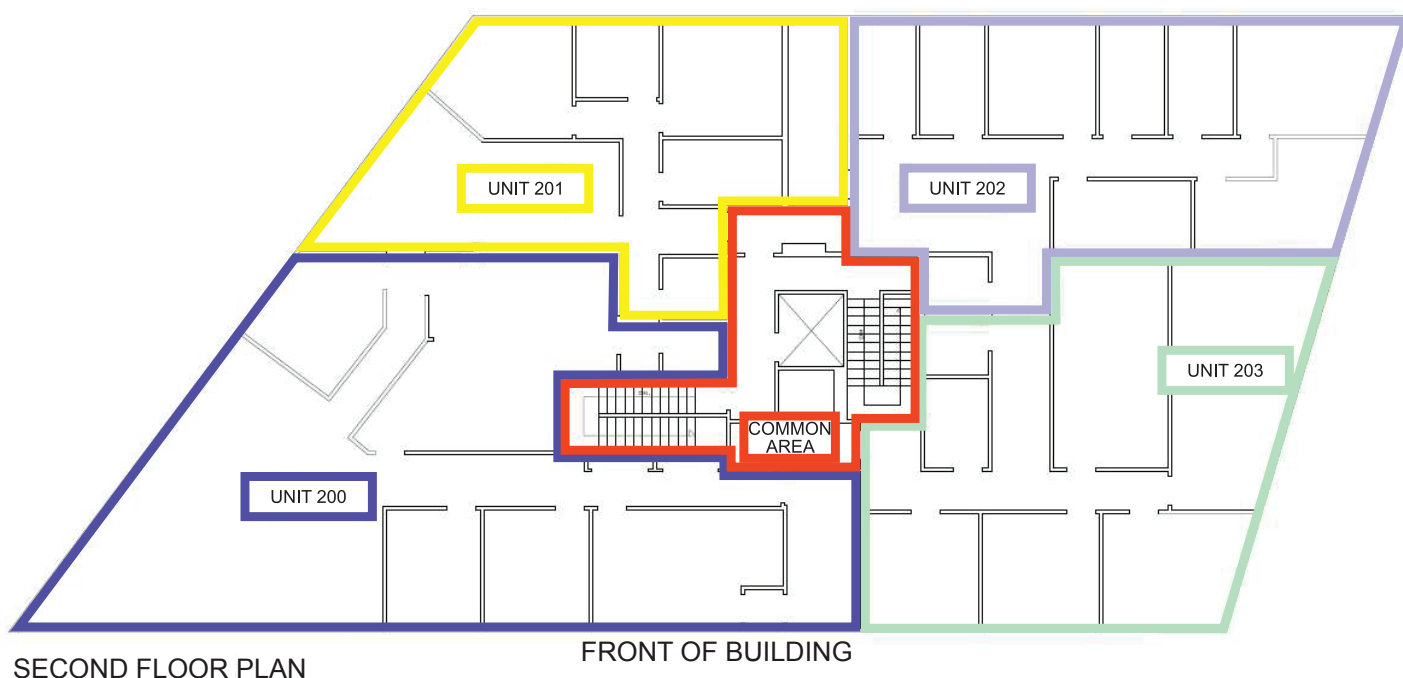 UNIT 201
UNIT 202
UNIT 203
COMMON
AREA
UNIT 200
FRONT OF BUILDING
SECOND FLOOR PLAN